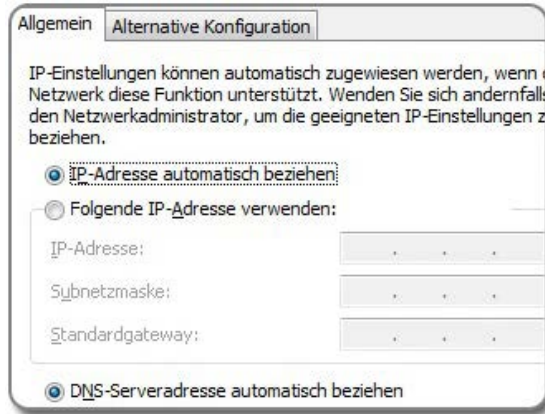 Allgemein
Alternative Konfiguration
IP-Einstellungen können automatisch zugewiesen werden, wenn
Netzwerk diese Funktion unterstützt. Wenden Sie sich andernfalls
den Netzwerkadministrator, um die geeigneten IP-Einstellungen
beziehen.
IP-Adresse automatisch beziehen
Folgende IP-Adresse verwenden:
IP-Adresse:
Subnetzmaske:
Standardgateway:
DNS-Serveradresse automatisch beziehen